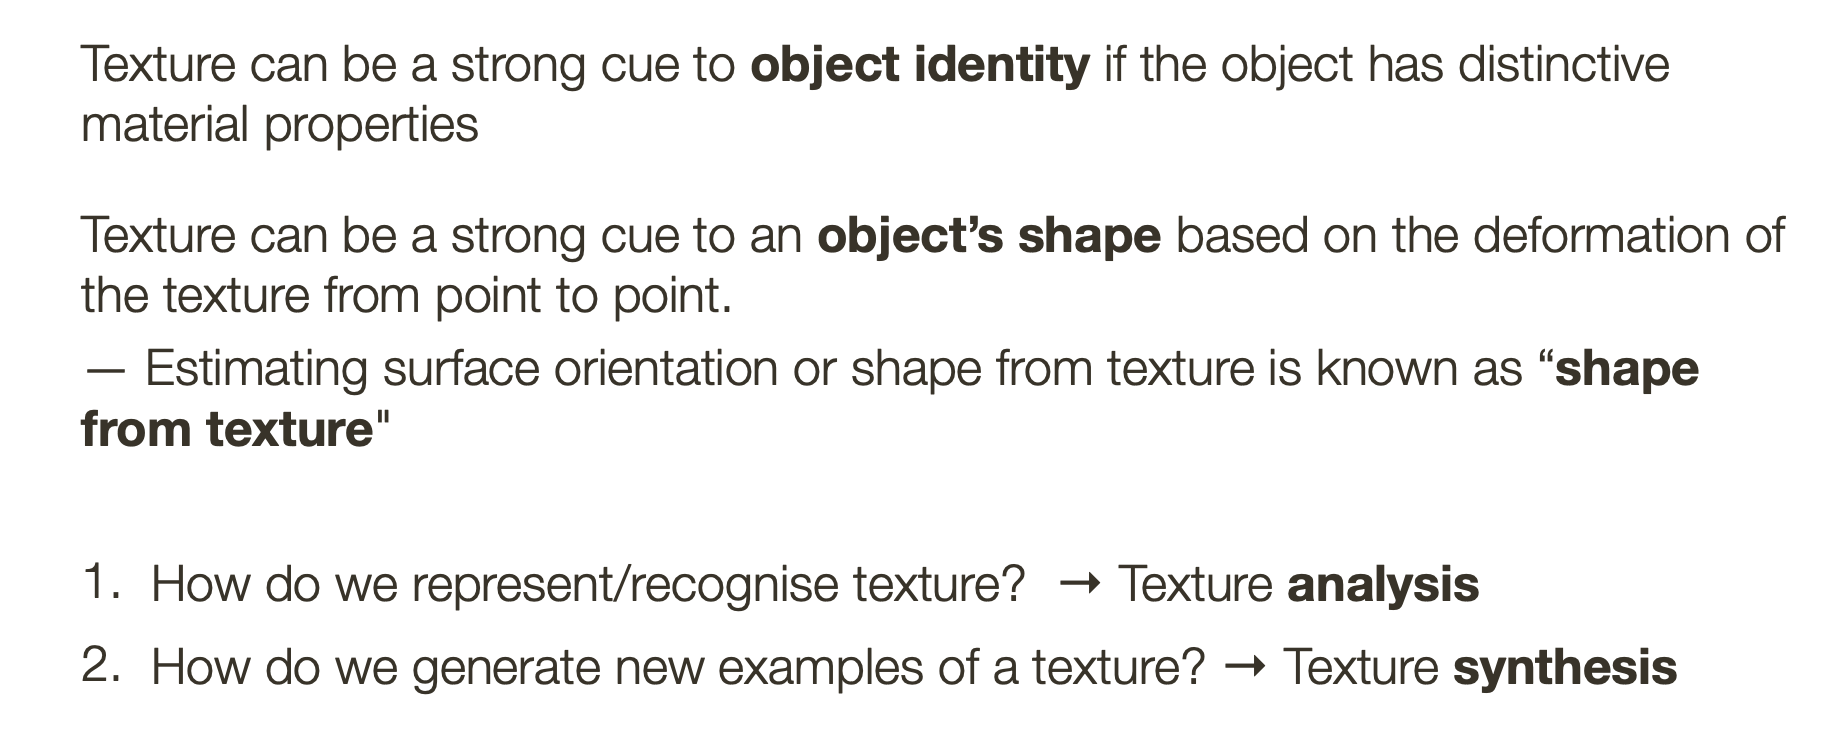 Texture can be a strong cue to object identity if the object has distinctive
material properties
Texture can be a strong cue to an object’s shape based on the deformation of
the texture from point to point.
— Estimating surface orientation or shape from texture is known as “shape
from texture"
1. How do we represent/recognise texture? → Texture analysis
2. How do we generate new examples of a texture? → Texture synthesis